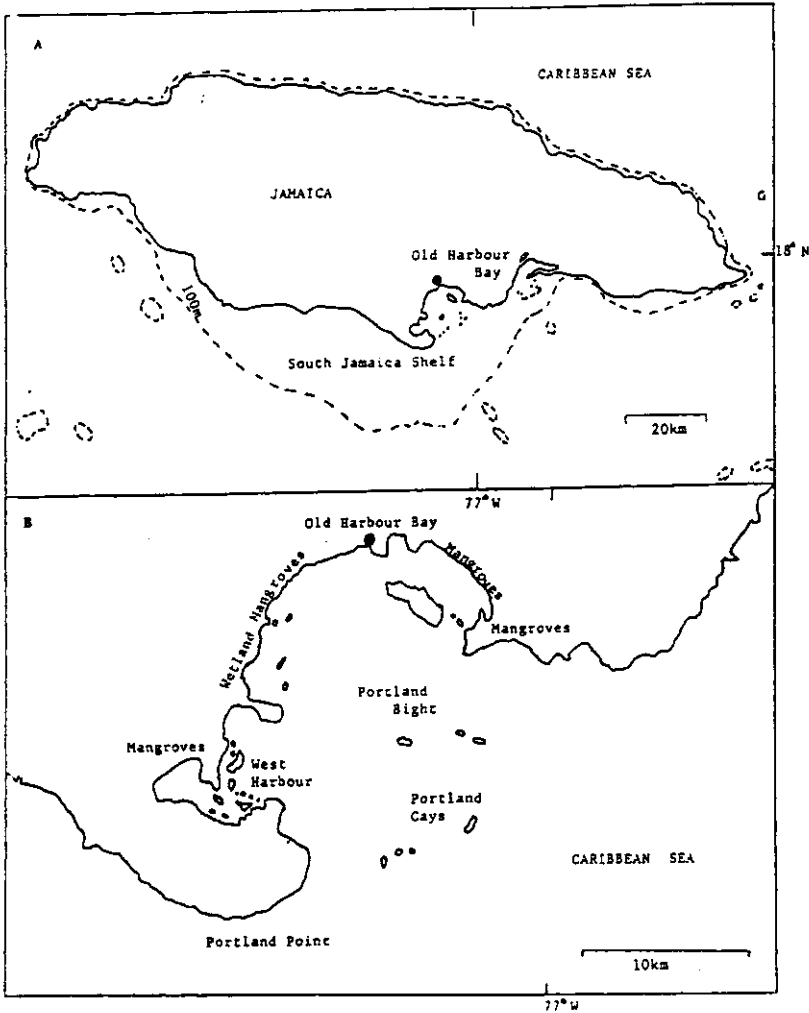 A
CARIBBEAN SEA
JAMAICA
18° N
Old Harbour
Bay
100m
South Jamaica Shelf
20km
77° W
B
Old Harbour Bay
Mangroves
Wetland Mangroves
Mangroves
Portland
Bight
Mangroves
West
Harbour
Portland
Cays
CARIBBEAN SEA
Portland Point
10km
77° W